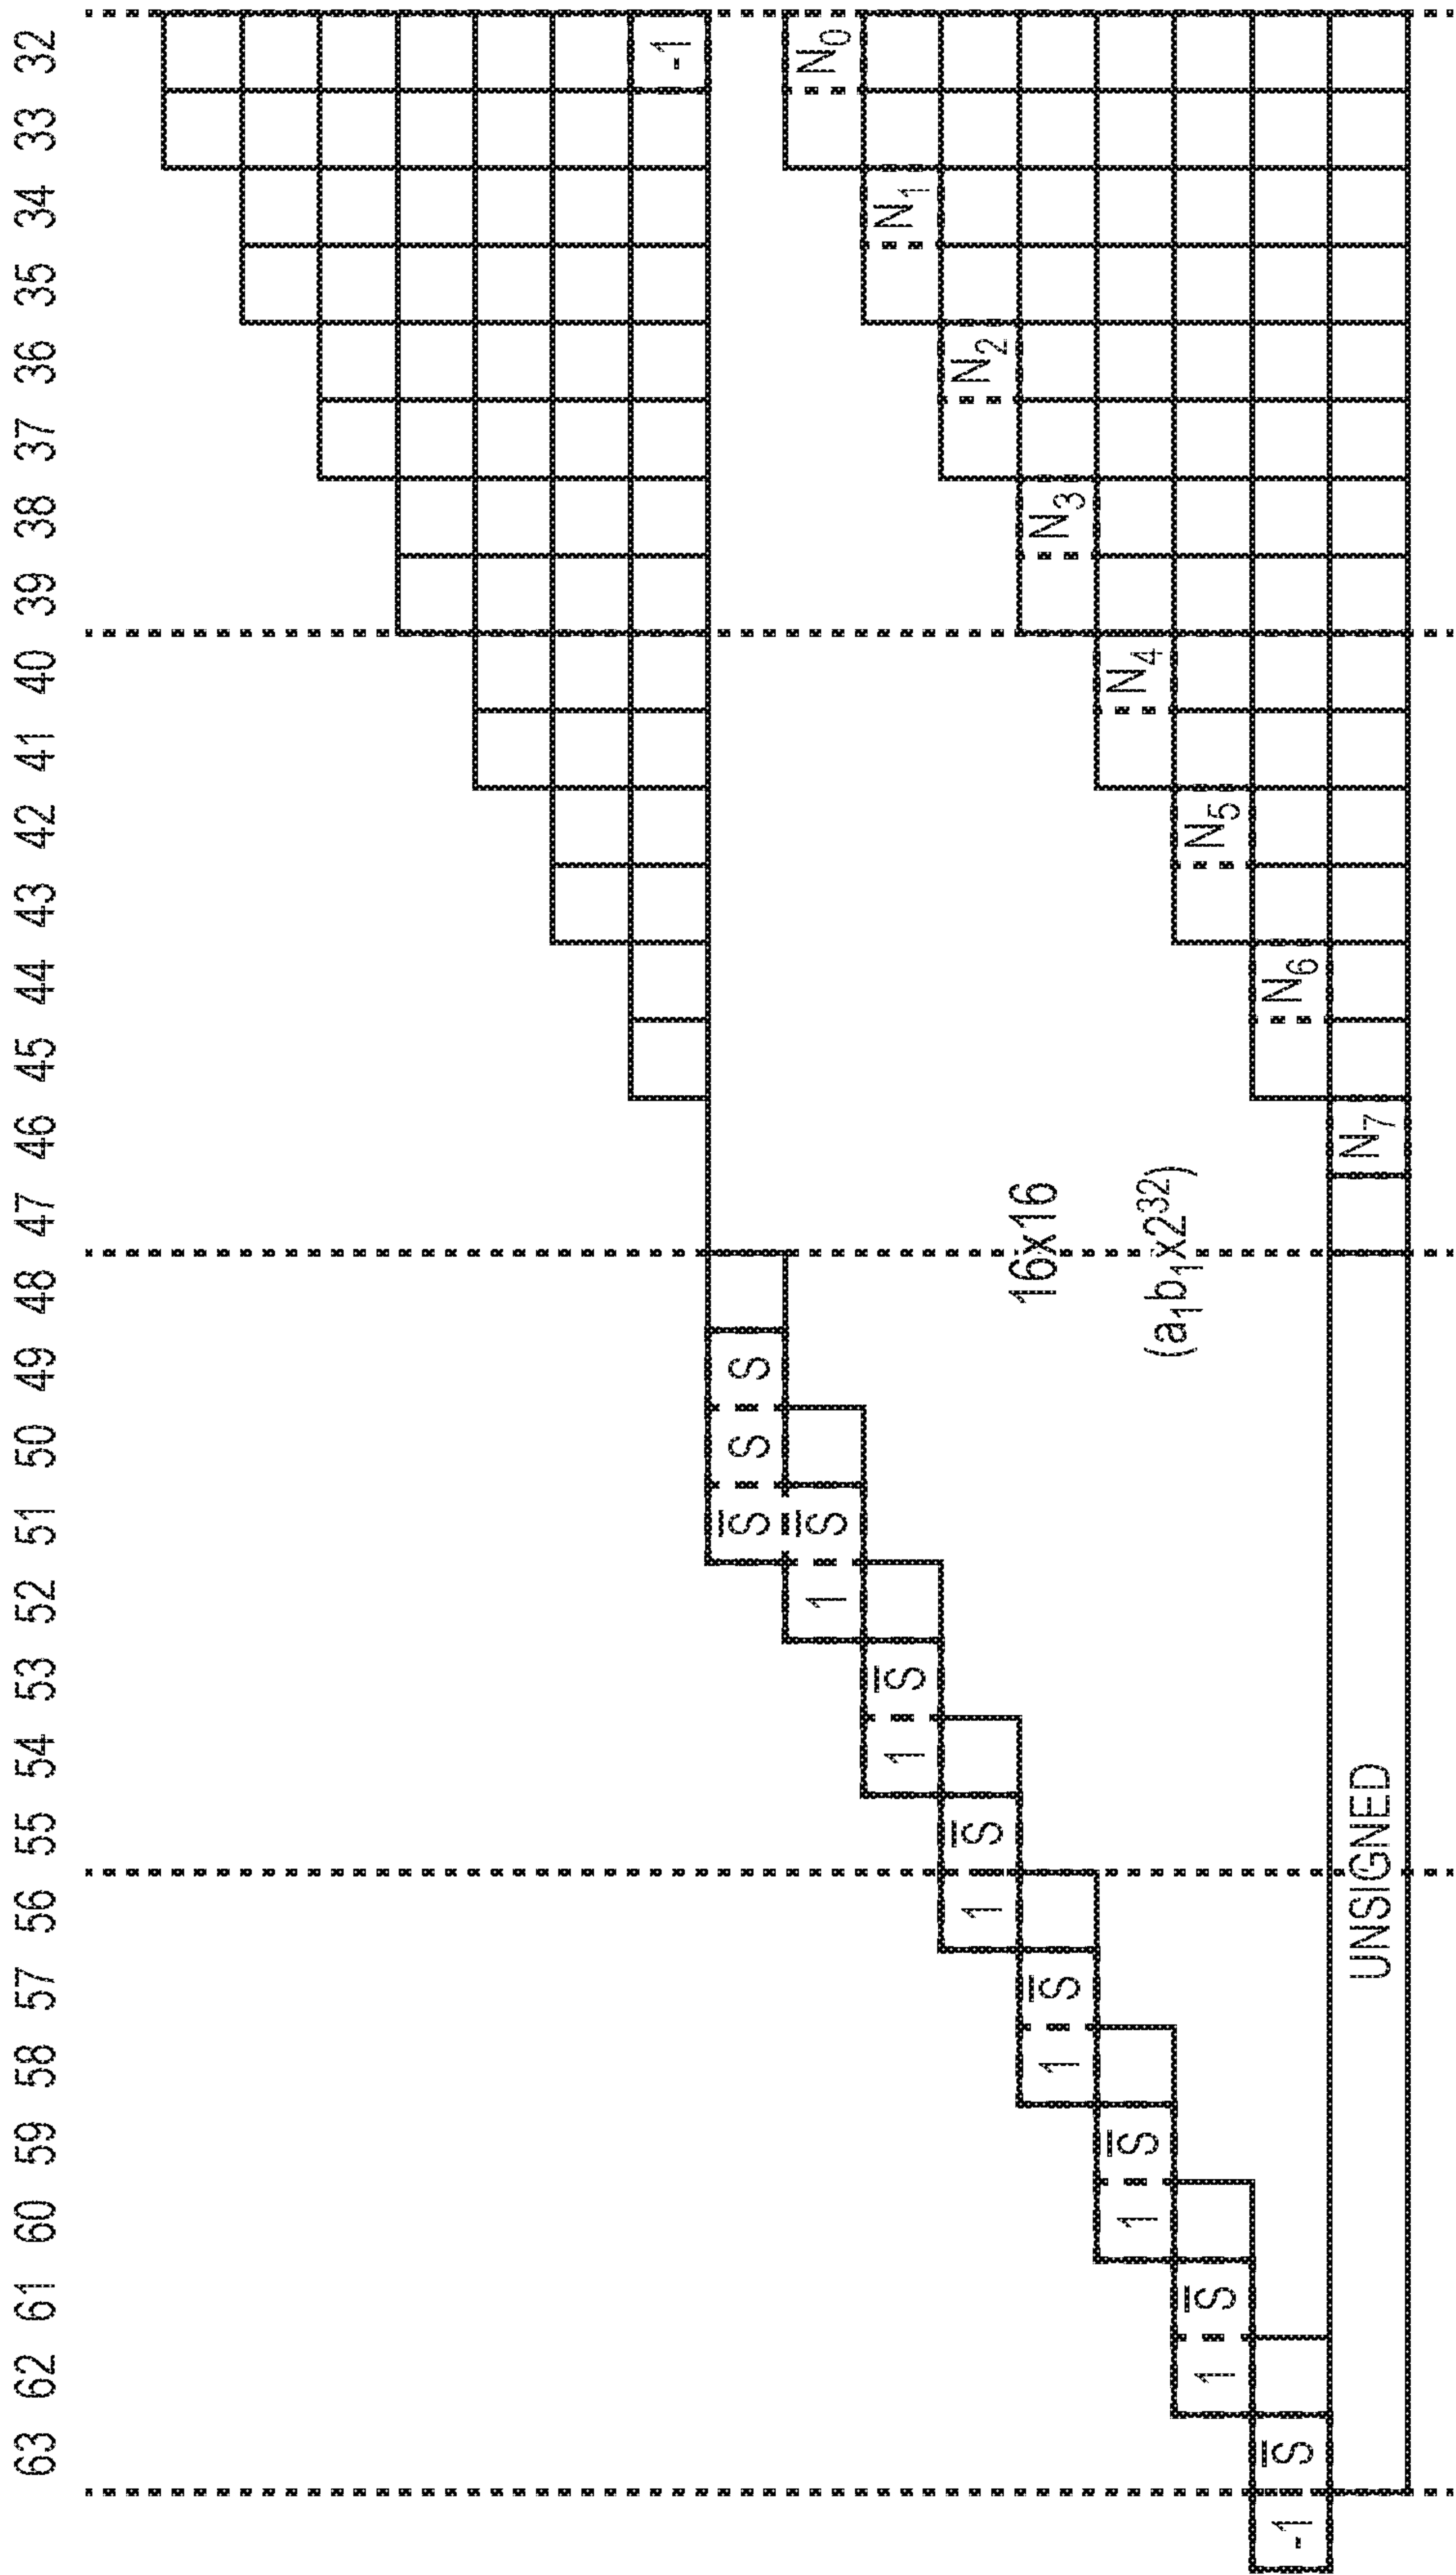 63 62 61 60 59 58 57 56 55 54 53 52 51 50 49 48 47 46 45 44 43 42 41 40 39 38 37 36 35 34 33 32
-1
S̅ S S
1 S̅ N₀
1 S̅ N₁
1 S̅ N₂
1 S̅ 16x16 N₃
1 S̅ N₄
(a₁b₁x2³²)
1 S̅ N₅
-1 S̅ N₆
UNSIGNED N₇